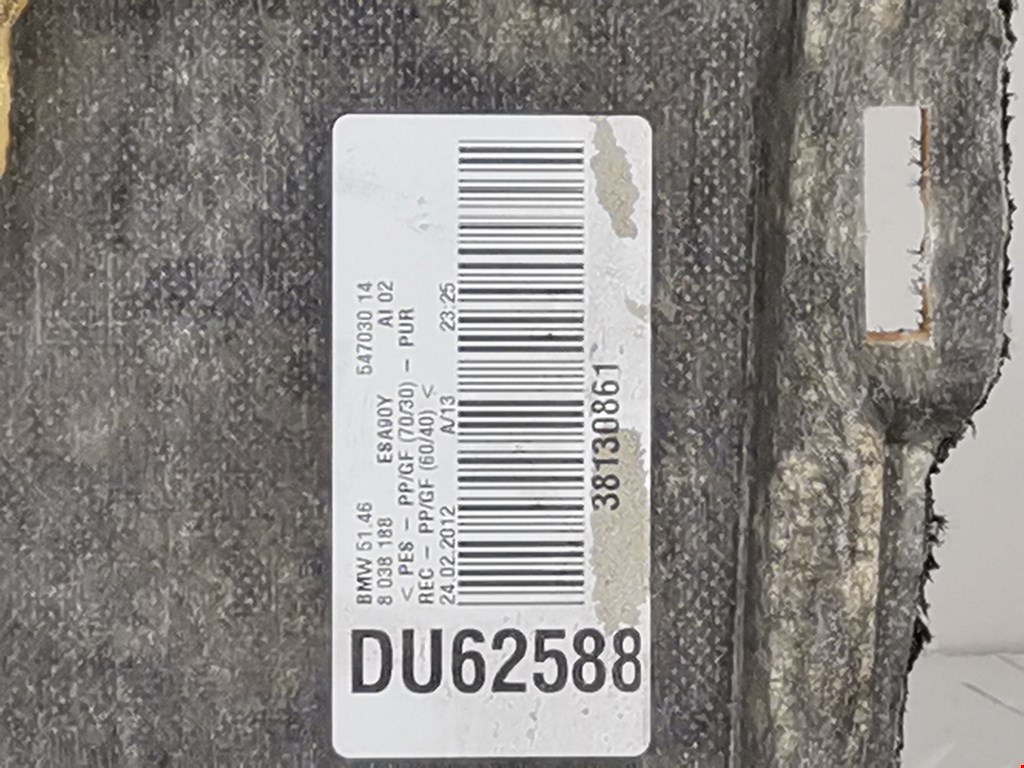 BMW 51.46 547030 14
8 038 188 E8A90Y AI 02
< PES - PP/GF (70/30) - PUR
REC - PP/GF (60/40) <
24.02.2012 A/13 23:25
38130861
DU62588